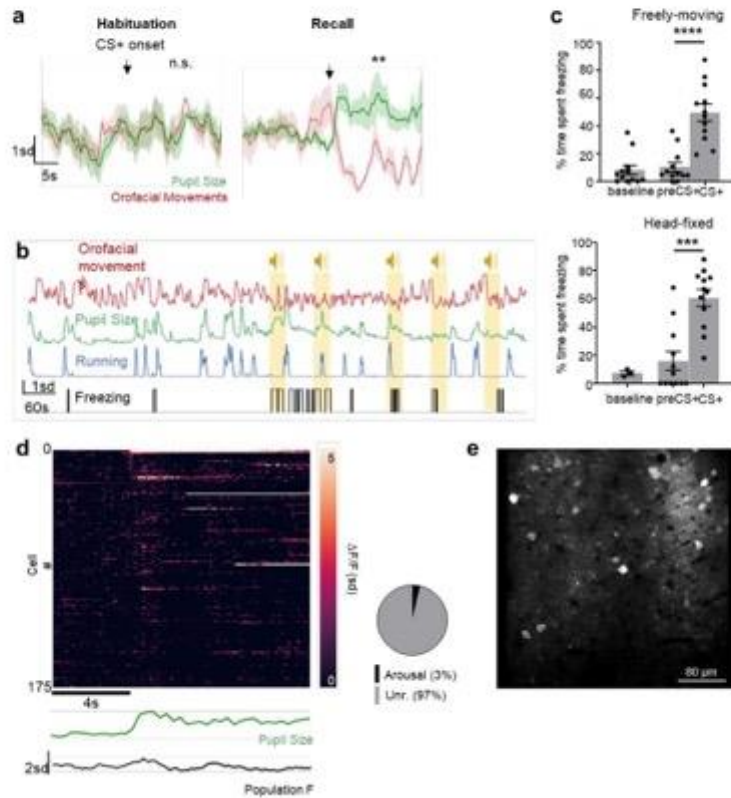 a
Habituation
CS+ onset
n.s.
Recall
**
1sd
5s
Pupil Size
Orofacial Movements
b
Orofacial
movement
s
Pupil Size
Running
Freezing
1sd
60s
c
Freely-moving
****
% time spent freezing
100
80
60
40
20
0
baseline
preCS+
CS+
Head-fixed
***
% time spent freezing
100
80
60
40
20
0
baseline
preCS+
CS+
d
0
Cell #
175
4s
5
ΔF/F (sd)
0
Pupil Size
2sd
Population F
Arousal (3%)
Unr. (97%)
e
80 µm